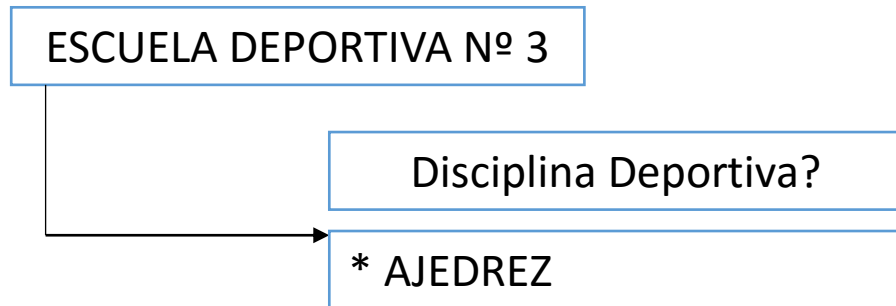 ESCUELA DEPORTIVA Nº 3
Disciplina Deportiva?
* AJEDREZ